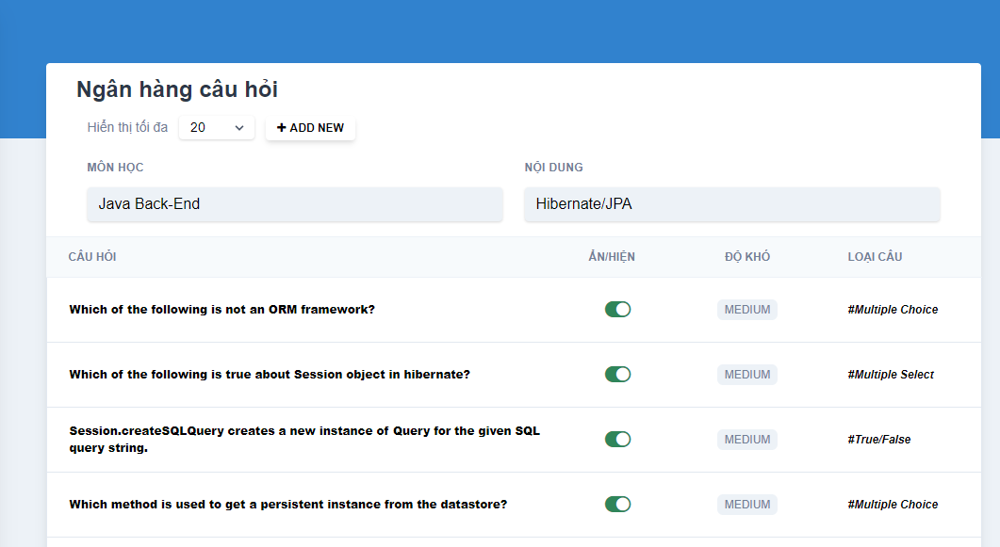 Ngân hàng câu hỏi
Hiển thị tối đa 20 + ADD NEW
MÔN HỌC NỘI DUNG
Java Back-End Hibernate/JPA
CÂU HỎI ẨN/HIỆN ĐỘ KHÓ LOẠI CÂU
Which of the following is not an ORM framework? MEDIUM #Multiple Choice
Which of the following is true about Session object in hibernate? MEDIUM #Multiple Select
Session.createSQLQuery creates a new instance of Query for the given SQL
query string. MEDIUM #True/False
Which method is used to get a persistent instance from the datastore? MEDIUM #Multiple Choice